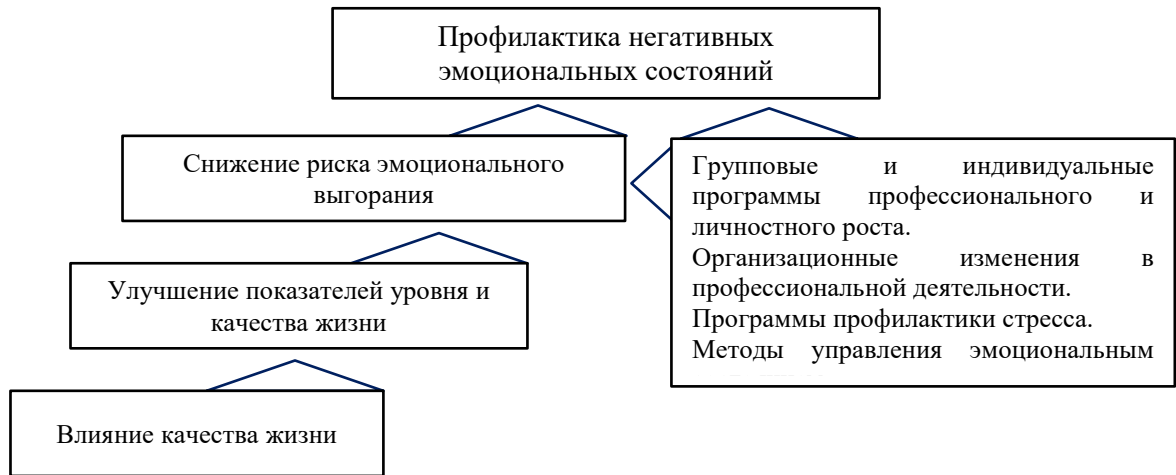 Профилактика негативных
эмоциональных состояний
Снижение риска эмоционального
выгорания
Групповые и индивидуальные
программы профессионального и
личностного роста.
Организационные изменения в
профессиональной деятельности.
Программы профилактики стресса.
Методы управления эмоциональным
Улучшение показателей уровня и
качества жизни
Влияние качества жизни